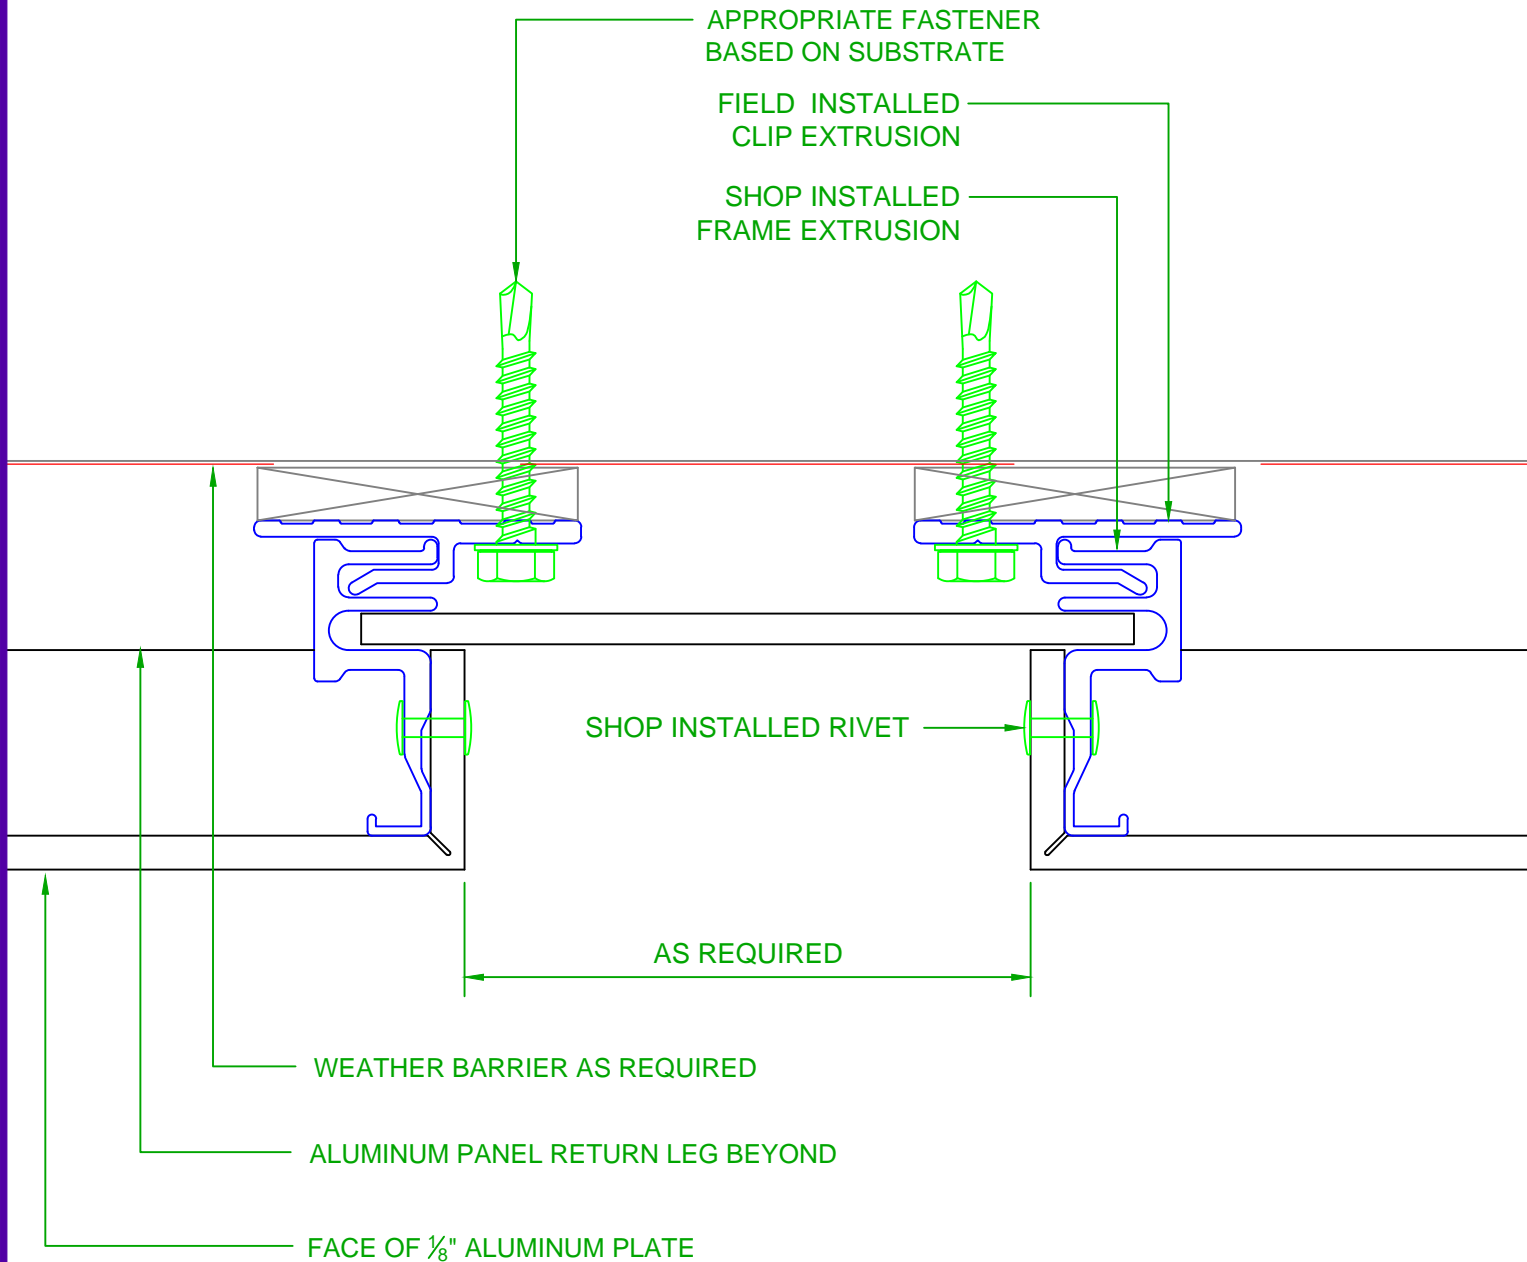 APPROPRIATE FASTENER
BASED ON SUBSTRATE
FIELD INSTALLED
CLIP EXTRUSION
SHOP INSTALLED
FRAME EXTRUSION
SHOP INSTALLED RIVET
AS REQUIRED
WEATHER BARRIER AS REQUIRED
ALUMINUM PANEL RETURN LEG BEYOND
FACE OF ⅛" ALUMINUM PLATE